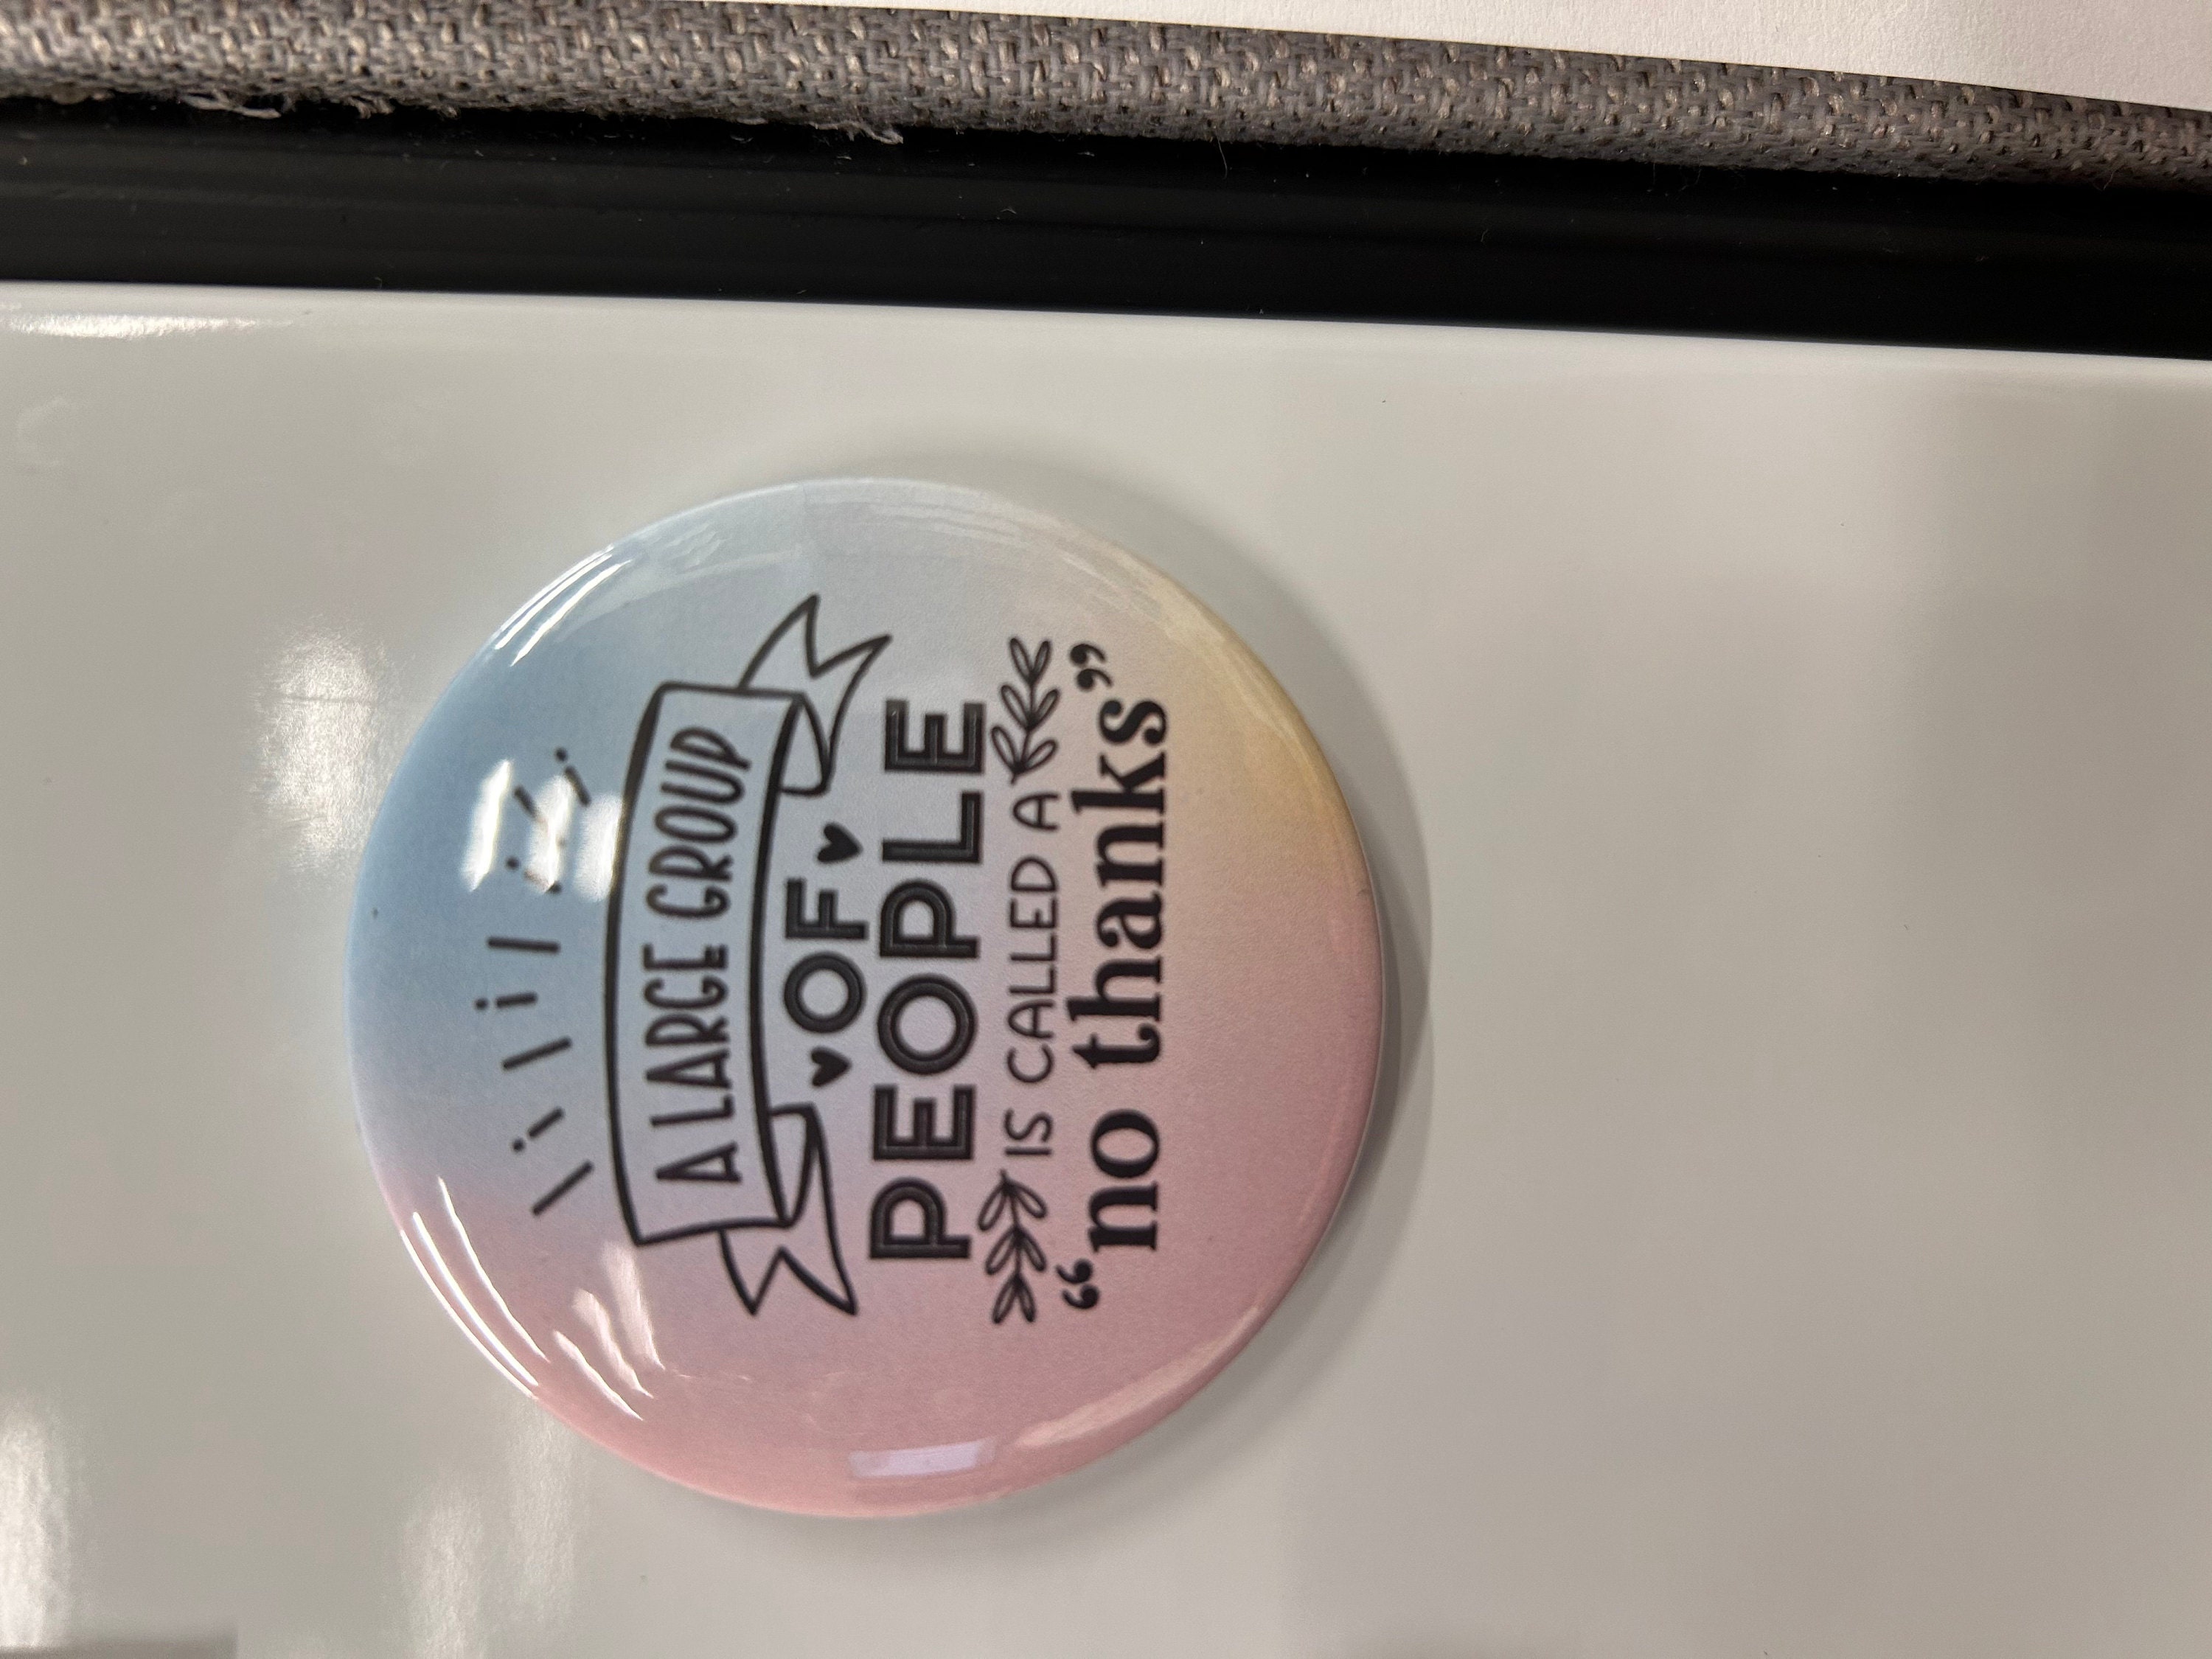 A LARGE GROUP
OF
PEOPLE
IS CALLED A
“no thanks”